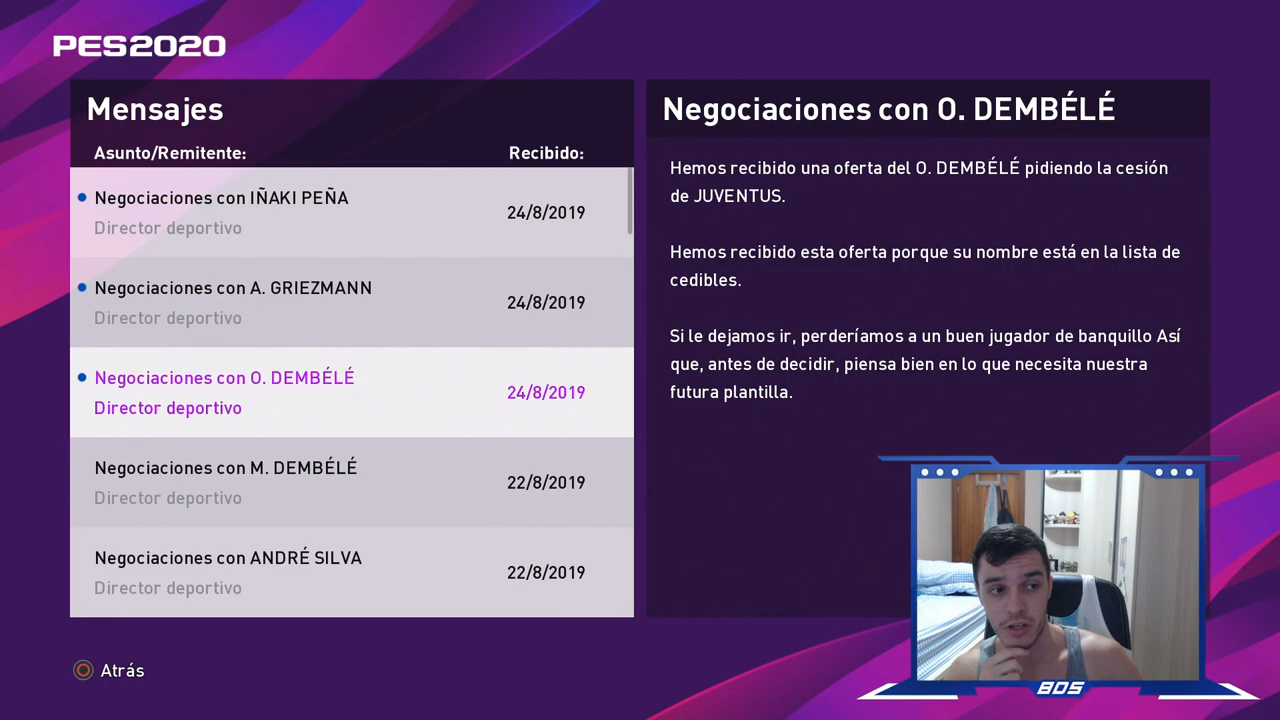 PES2020
Mensajes
Asunto/Remitente:
Recibido:
Negociaciones con IÑAKI PEÑA
Director deportivo
24/8/2019
Negociaciones con A. GRIEZMANN
Director deportivo
24/8/2019
Negociaciones con O. DEMBÉLÉ
Director deportivo
24/8/2019
Negociaciones con M. DEMBÉLÉ
Director deportivo
22/8/2019
Negociaciones con ANDRÉ SILVA
Director deportivo
22/8/2019
Negociaciones con O. DEMBÉLÉ
Hemos recibido una oferta del O. DEMBÉLÉ pidiendo la cesión
de JUVENTUS.
Hemos recibido esta oferta porque su nombre está en la lista de
cedibles.
Si le dejamos ir, perderíamos a un buen jugador de banquillo Así
que, antes de decidir, piensa bien en lo que necesita nuestra
futura plantilla.
Atrás
BDS